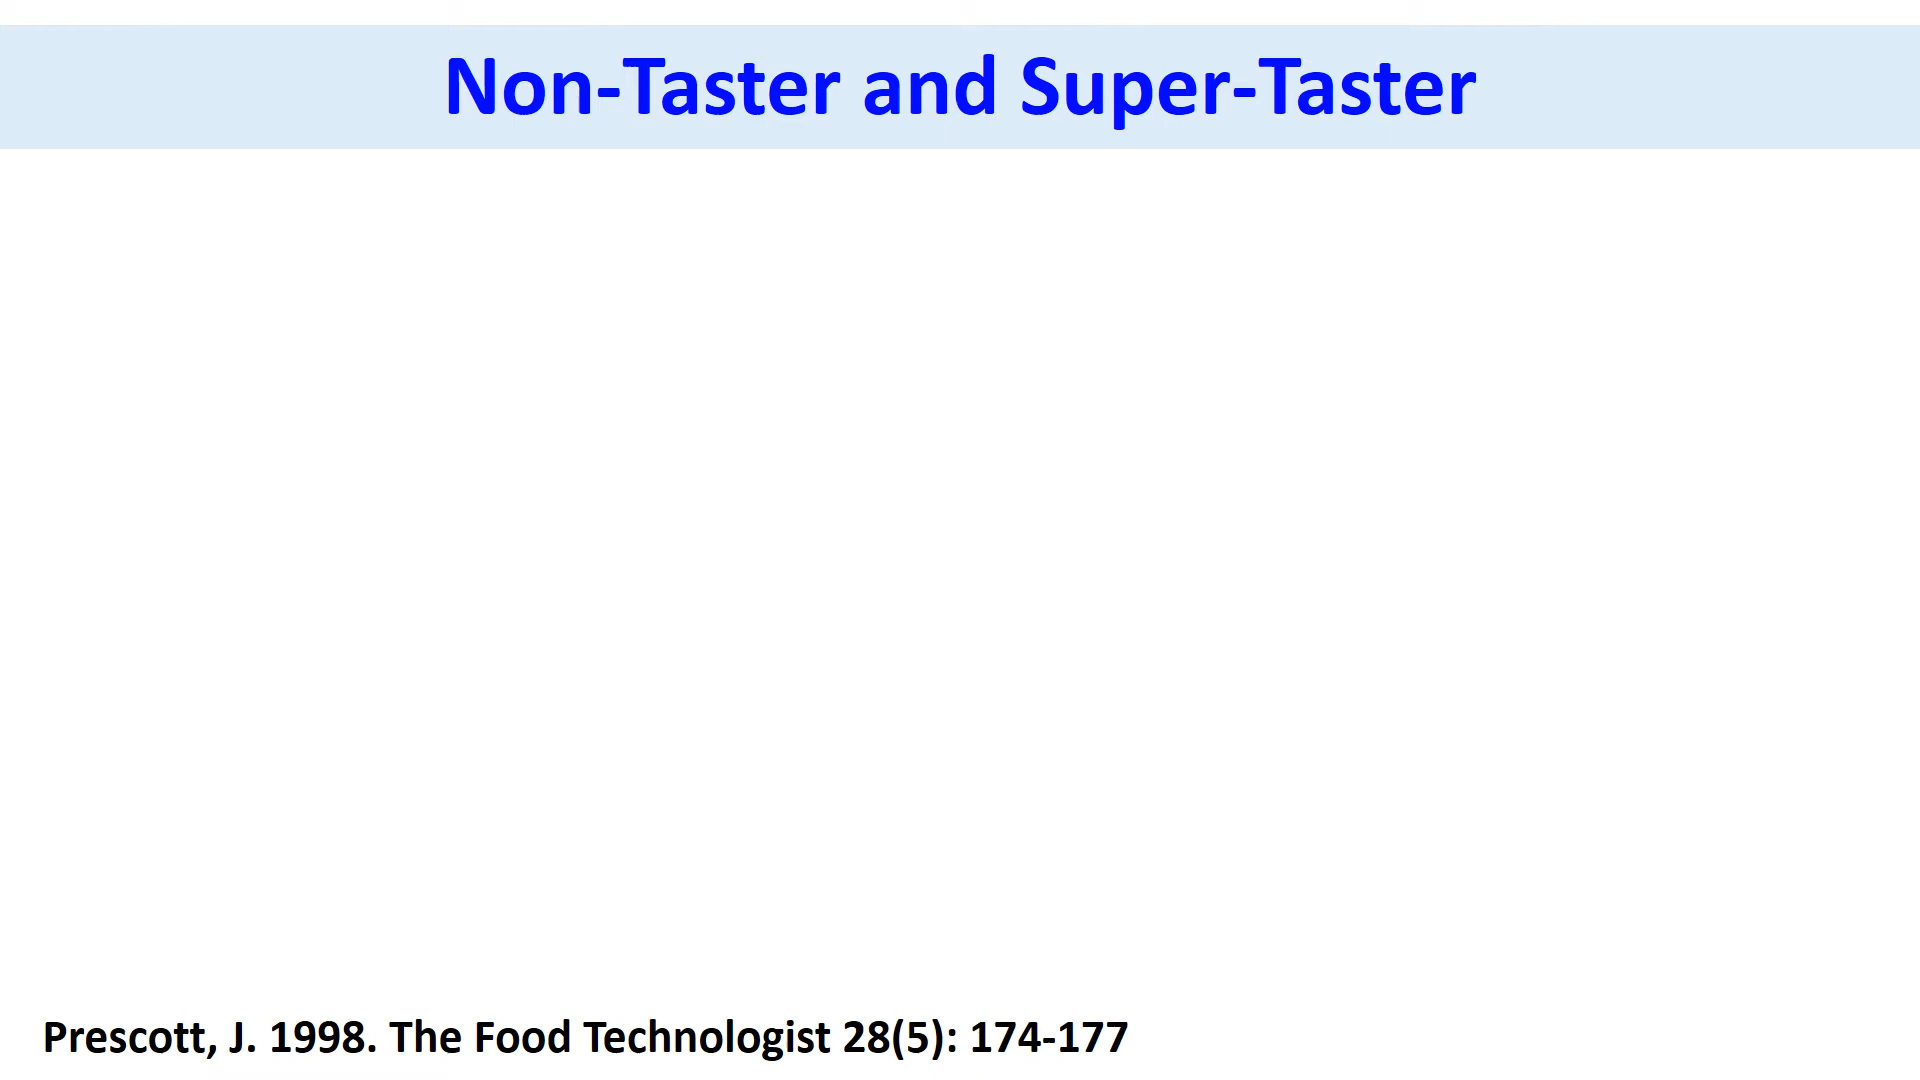 Non-Taster and Super-Taster
Prescott, J. 1998. The Food Technologist 28(5): 174-177